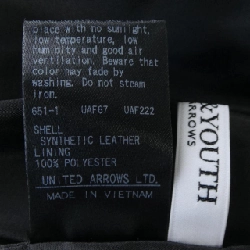 place with no sunlight,
low temperature, low
humidity and good air
ventilation. Beware that
color may fade by
washing. Do not steam
iron.
651-1 UAF67 UAF222
SHELL
SYNTHETIC LEATHER
LINING
100% POLYESTER
UNITED ARROWS LTD.
MADE IN VIETNAM
&YOUTH
ARROWS